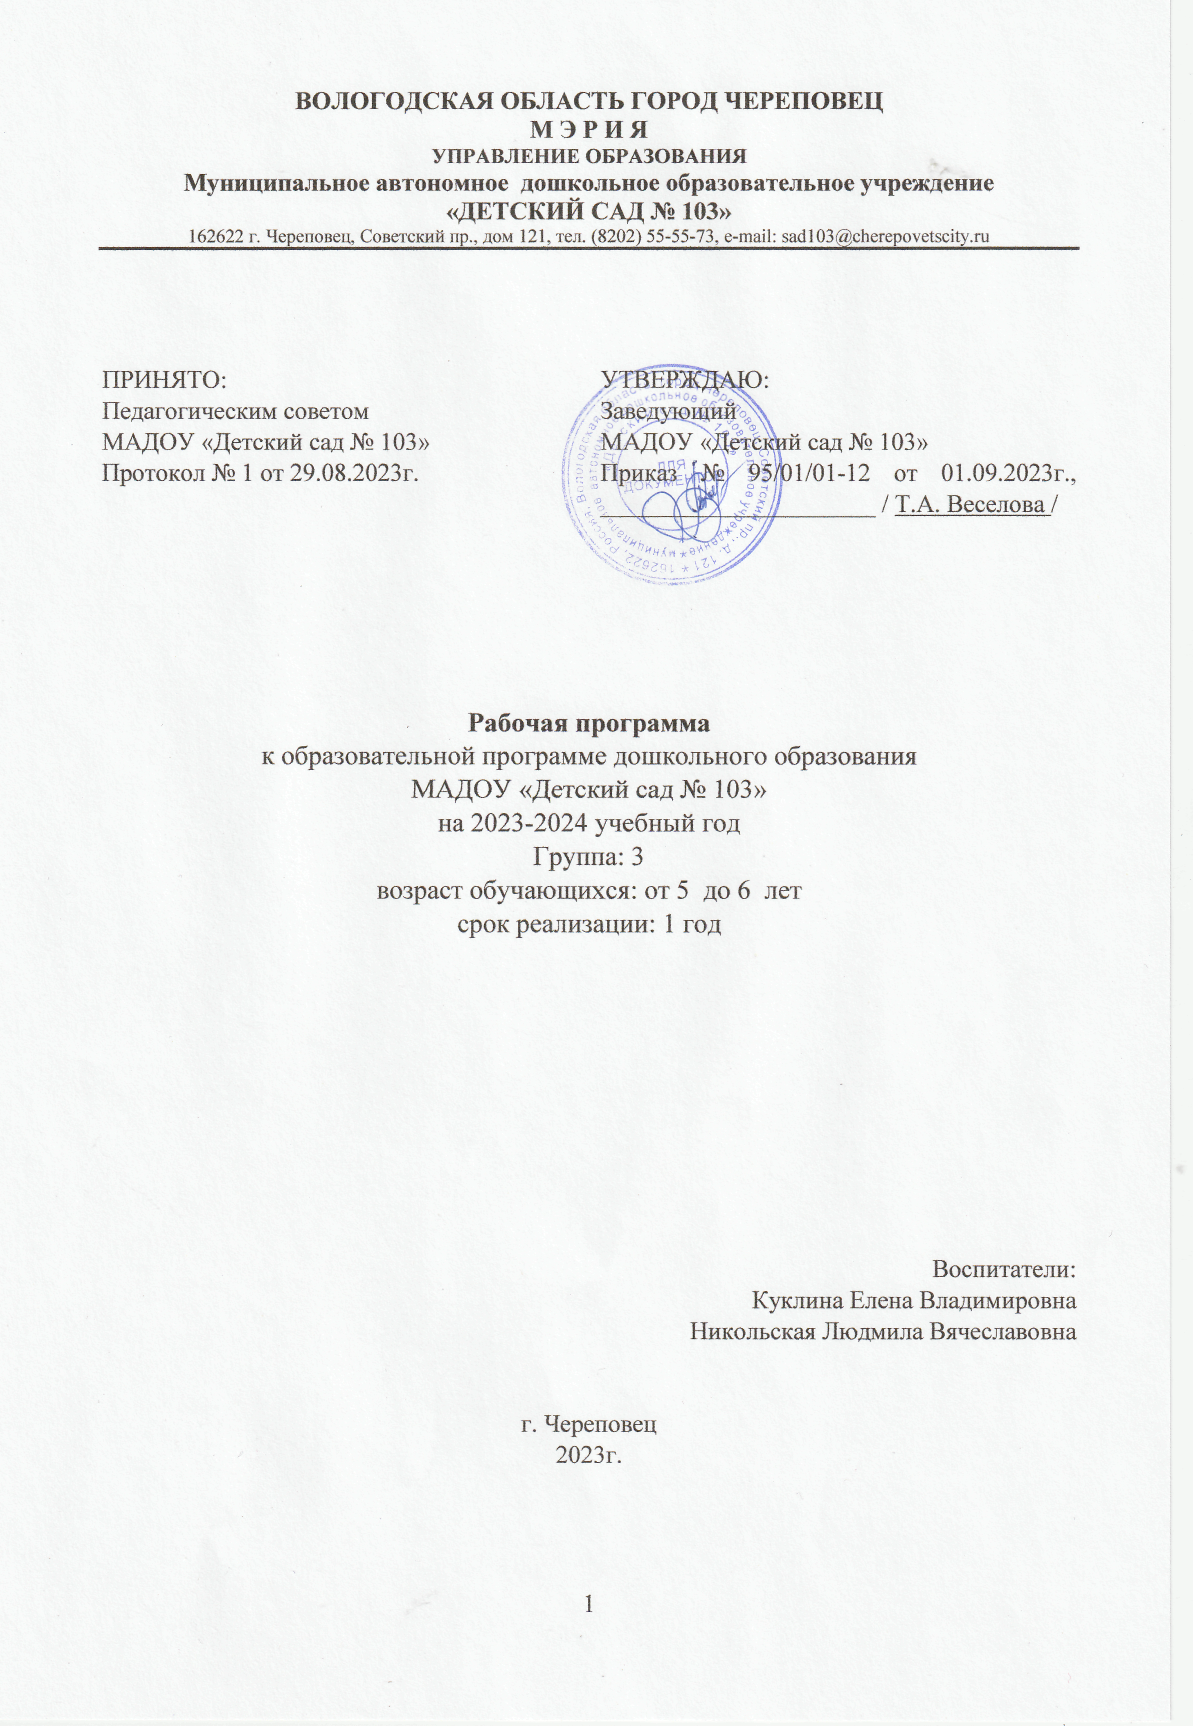 ВОЛОГОДСКАЯ ОБЛАСТЬ ГОРОД ЧЕРЕПОВЕЦ
М Э Р И Я
УПРАВЛЕНИЕ ОБРАЗОВАНИЯ
Муниципальное автономное  дошкольное образовательное учреждение
«ДЕТСКИЙ САД № 103»
162622 г. Череповец, Советский пр., дом 121, тел. (8202) 55-55-73, e-mail: sad103@cherepovetscity.ru
ПРИНЯТО:
Педагогическим советом
МАДОУ «Детский сад № 103»
Протокол № 1 от 29.08.2023г.
УТВЕРЖДАЮ:
Заведующий
МАДОУ «Детский сад № 103»
Приказ № 95/01/01-12 от 01.09.2023г.,
/ Т.А. Веселова /
ДЛЯ
ДОКУМЕНТОВ
Рабочая программа
к образовательной программе дошкольного образования
МАДОУ «Детский сад № 103»
на 2023-2024 учебный год
Группа: 3
возраст обучающихся: от 5  до 6  лет
срок реализации: 1 год
Воспитатели:
Куклина Елена Владимировна
Никольская Людмила Вячеславовна
г. Череповец
2023г.
1